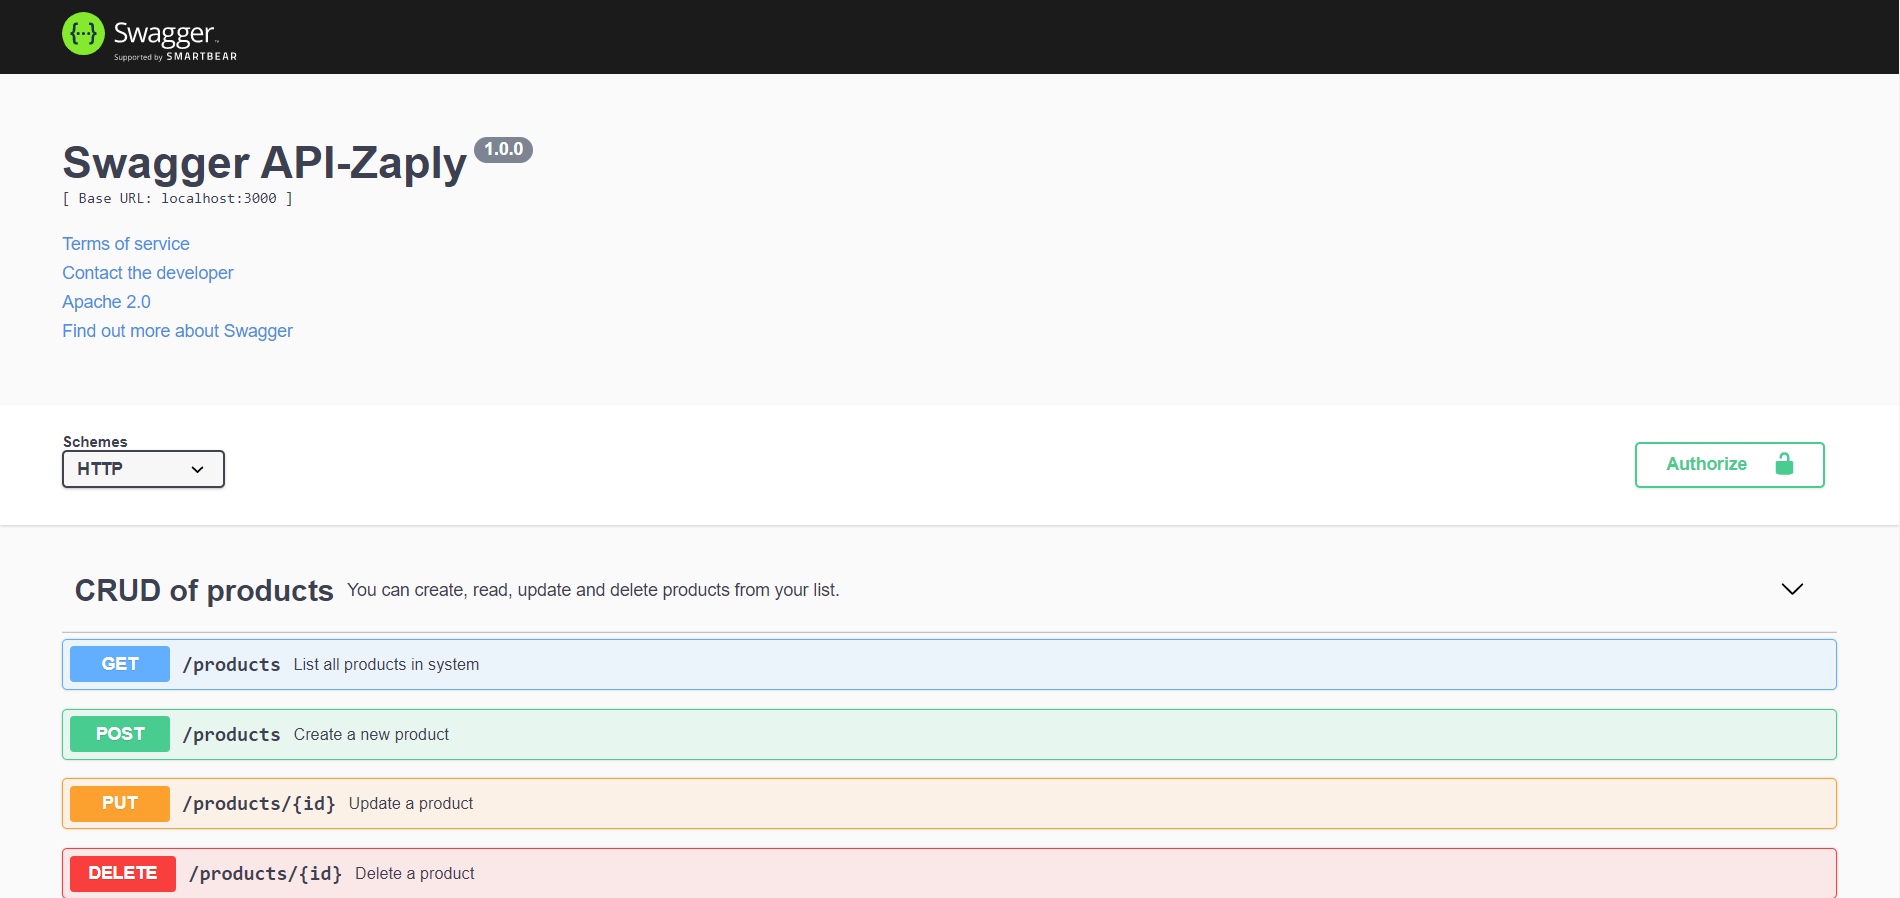 {···} Swagger™
Supported by SMARTBEAR
Swagger API-Zaply 1.0.0
[ Base URL: localhost:3000 ]
Terms of service
Contact the developer
Apache 2.0
Find out more about Swagger
Schemes
HTTP
Authorize
CRUD of products You can create, read, update and delete products from your list.
GET /products List all products in system
POST /products Create a new product
PUT /products/{id} Update a product
DELETE /products/{id} Delete a product